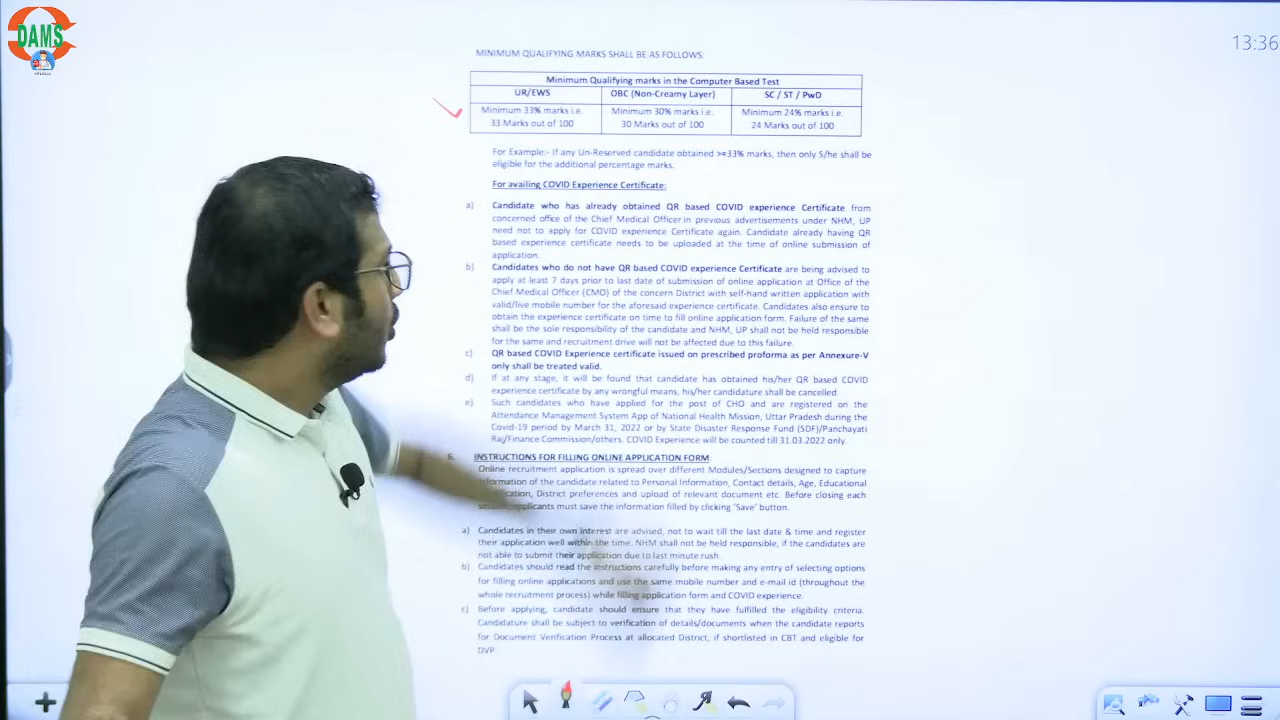 DAMS
13:36
MINIMUM QUALIFYING MARKS SHALL BE AS FOLLOWS:
Minimum Qualifying marks in the Computer Based Test
UR/EWS OBC (Non-Creamy Layer) SC / ST / PwD
Minimum 33% marks i.e. Minimum 30% marks i.e. Minimum 24% marks i.e.
33 Marks out of 100 30 Marks out of 100 24 Marks out of 100
For Example:- If any Un-Reserved candidate obtained >=33% marks, then only S/he shall be
eligible for the additional percentage marks.
For availing COVID Experience Certificate:
a) Candidate who has already obtained QR based COVID experience Certificate from
concerned office of the Chief Medical Officer in previous advertisements under NHM, UP
need not to apply for COVID experience Certificate again. Candidate already having QR
based experience certificate needs to be uploaded at the time of online submission of
application.
b) Candidates who do not have QR based COVID experience Certificate are being advised to
apply at least 7 days prior to last date of submission of online application at Office of the
Chief Medical Officer (CMO) of the concern District with self-hand written application with
valid/live mobile number for the aforesaid experience certificate. Candidates also ensure to
obtain the experience certificate on time to fill online application form. Failure of the same
shall be the sole responsibility of the candidate and NHM, UP shall not be held responsible
for the same and recruitment drive will not be affected due to this failure.
c) QR based COVID Experience certificate issued on prescribed proforma as per Annexure-V
only shall be treated valid.
d) If at any stage, it will be found that candidate has obtained his/her QR based COVID
experience certificate by any wrongful means, his/her candidature shall be cancelled.
e) Such candidates who have applied for the post of CHO and are registered on the
Attendance Management System App of National Health Mission, Uttar Pradesh during the
Covid-19 period by March 31, 2022 or by State Disaster Response Fund (SDF)/Panchayati
Raj/Finance Commission/others. COVID Experience will be counted till 31.03.2022 only.
6. INSTRUCTIONS FOR FILLING ONLINE APPLICATION FORM:
Online recruitment application is spread over different Modules/Sections designed to capture
information of the candidate related to Personal Information, Contact details, Age, Educational
District preferences and upload of relevant document etc. Before closing each
applicants must save the information filled by clicking 'Save' button.
a) Candidates in their own interest are advised, not to wait till the last date & time and register
their application well within the time. NHM shall not be held responsible, if the candidates are
not able to submit their application due to last minute rush.
b) Candidates should read the instructions carefully before making any entry of selecting options
for filling online applications and use the same mobile number and e-mail id (throughout the
whole recruitment process) while filling application form and COVID experience.
c) Before applying, candidate should ensure that they have fulfilled the eligibility criteria.
Candidature shall be subject to verification of details/documents when the candidate reports
for Document Verification Process at allocated District, if shortlisted in CBT and eligible for
DVP.